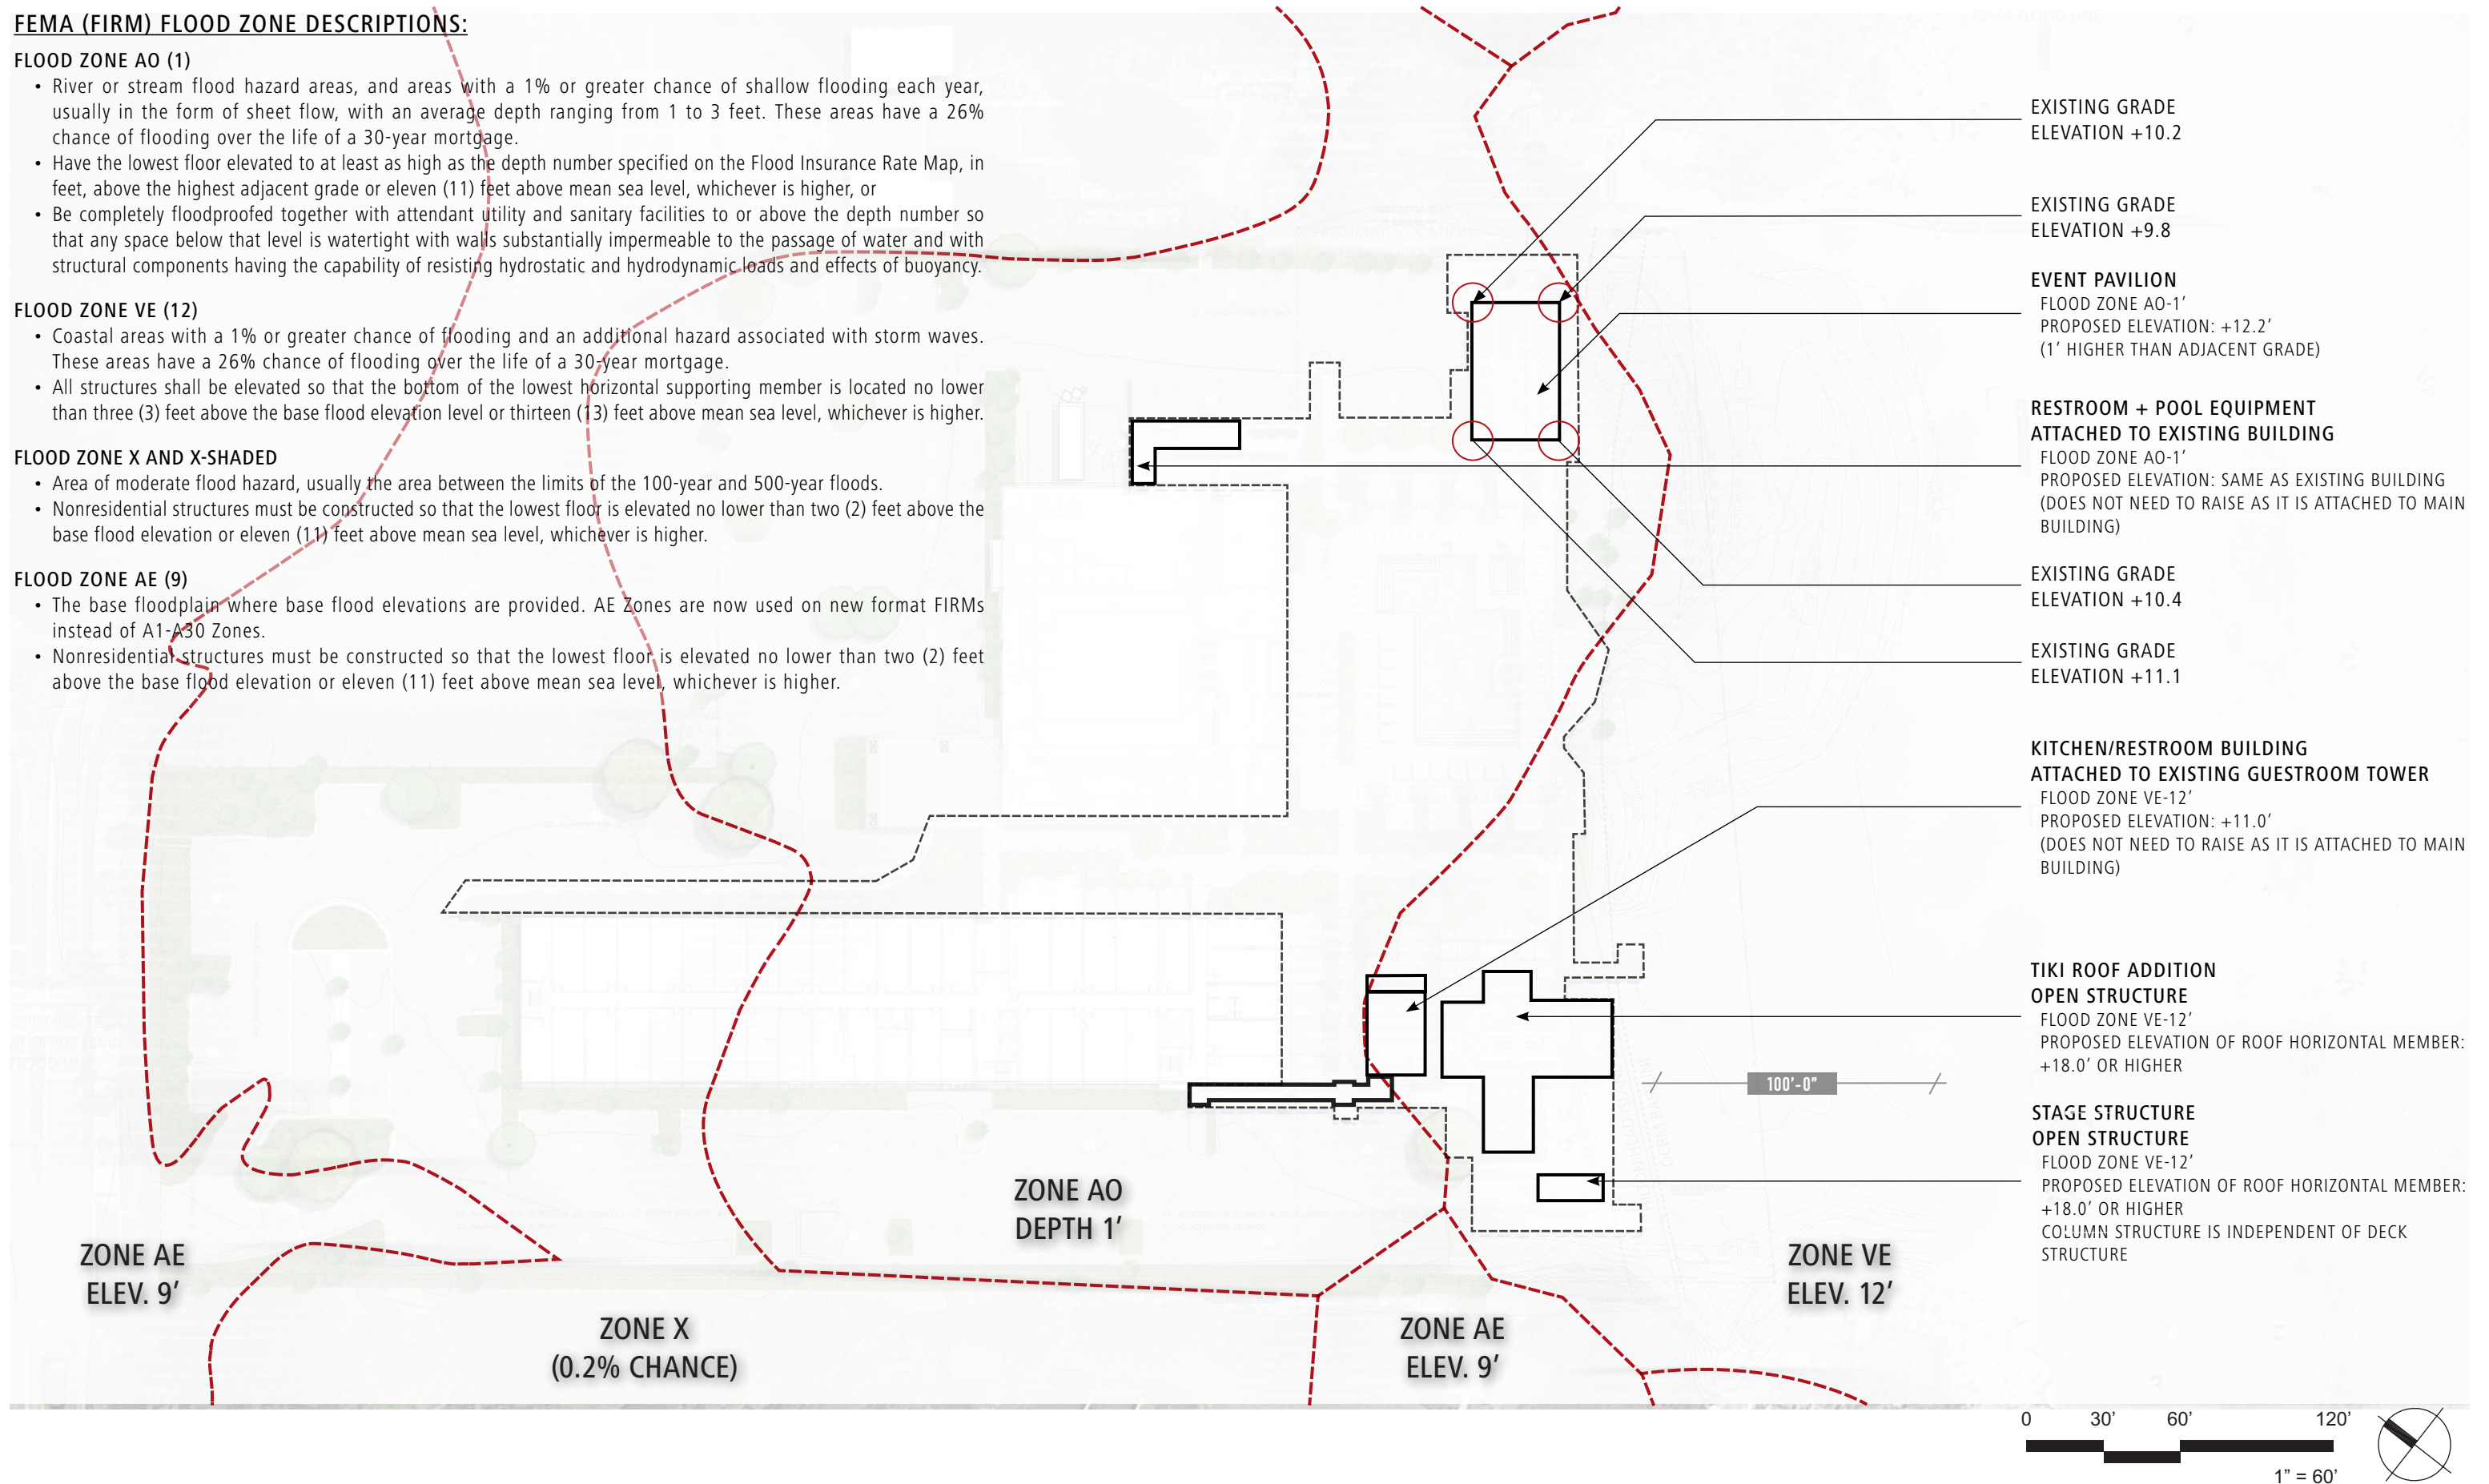 FEMA (FIRM) FLOOD ZONE DESCRIPTIONS:
FLOOD ZONE AO (1)
• River or stream flood hazard areas, and areas with a 1% or greater chance of shallow flooding each year,
usually in the form of sheet flow, with an average depth ranging from 1 to 3 feet. These areas have a 26%
chance of flooding over the life of a 30-year mortgage.
• Have the lowest floor elevated to at least as high as the depth number specified on the Flood Insurance Rate Map, in
feet, above the highest adjacent grade or eleven (11) feet above mean sea level, whichever is higher, or
• Be completely floodproofed together with attendant utility and sanitary facilities to or above the depth number so
that any space below that level is watertight with walls substantially impermeable to the passage of water and with
structural components having the capability of resisting hydrostatic and hydrodynamic loads and effects of buoyancy.
FLOOD ZONE VE (12)
• Coastal areas with a 1% or greater chance of flooding and an additional hazard associated with storm waves.
These areas have a 26% chance of flooding over the life of a 30-year mortgage.
• All structures shall be elevated so that the bottom of the lowest horizontal supporting member is located no lower
than three (3) feet above the base flood elevation level or thirteen (13) feet above mean sea level, whichever is higher.
FLOOD ZONE X AND X-SHADED
• Area of moderate flood hazard, usually the area between the limits of the 100-year and 500-year floods.
• Nonresidential structures must be constructed so that the lowest floor is elevated no lower than two (2) feet above the
base flood elevation or eleven (11) feet above mean sea level, whichever is higher.
FLOOD ZONE AE (9)
• The base floodplain where base flood elevations are provided. AE Zones are now used on new format FIRMs
instead of A1-A30 Zones.
• Nonresidential structures must be constructed so that the lowest floor is elevated no lower than two (2) feet
above the base flood elevation or eleven (11) feet above mean sea level, whichever is higher.
EXISTING GRADE
ELEVATION +10.2
EXISTING GRADE
ELEVATION +9.8
EVENT PAVILION
FLOOD ZONE AO-1'
PROPOSED ELEVATION: +12.2'
(1' HIGHER THAN ADJACENT GRADE)
RESTROOM + POOL EQUIPMENT
ATTACHED TO EXISTING BUILDING
FLOOD ZONE AO-1'
PROPOSED ELEVATION: SAME AS EXISTING BUILDING
(DOES NOT NEED TO RAISE AS IT IS ATTACHED TO MAIN
BUILDING)
EXISTING GRADE
ELEVATION +10.4
EXISTING GRADE
ELEVATION +11.1
KITCHEN/RESTROOM BUILDING
ATTACHED TO EXISTING GUESTROOM TOWER
FLOOD ZONE VE-12'
PROPOSED ELEVATION: +11.0'
(DOES NOT NEED TO RAISE AS IT IS ATTACHED TO MAIN
BUILDING)
TIKI ROOF ADDITION
OPEN STRUCTURE
FLOOD ZONE VE-12'
PROPOSED ELEVATION OF ROOF HORIZONTAL MEMBER:
+18.0' OR HIGHER
100'-0"
STAGE STRUCTURE
OPEN STRUCTURE
FLOOD ZONE VE-12'
PROPOSED ELEVATION OF ROOF HORIZONTAL MEMBER:
+18.0' OR HIGHER
COLUMN STRUCTURE IS INDEPENDENT OF DECK
STRUCTURE
ZONE AO
DEPTH 1'
ZONE AE
ELEV. 9'
ZONE VE
ELEV. 12'
ZONE X
(0.2% CHANCE)
ZONE AE
ELEV. 9'
0 30' 60' 120'
1" = 60'